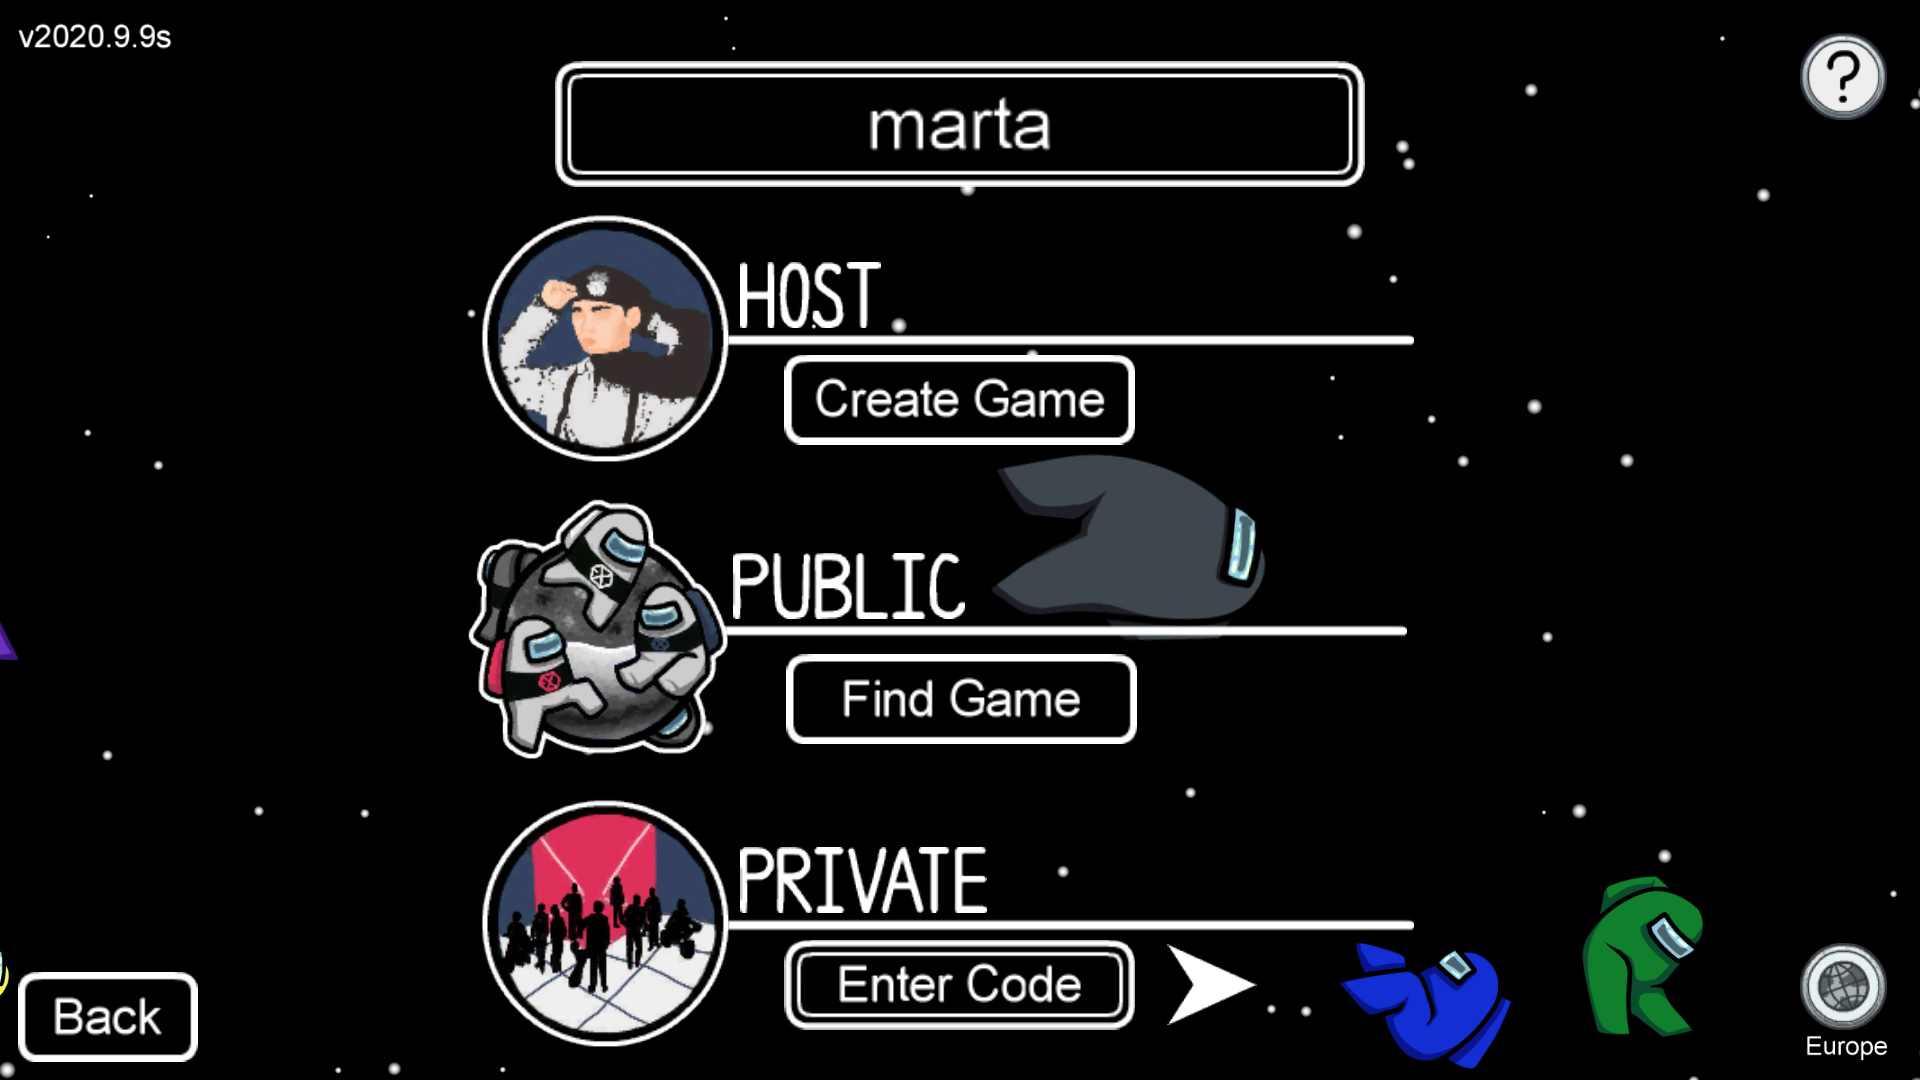 v2020.9.9s
?
marta
HOST
Create Game
PUBLIC
Find Game
PRIVATE
Enter Code
Back
Europe